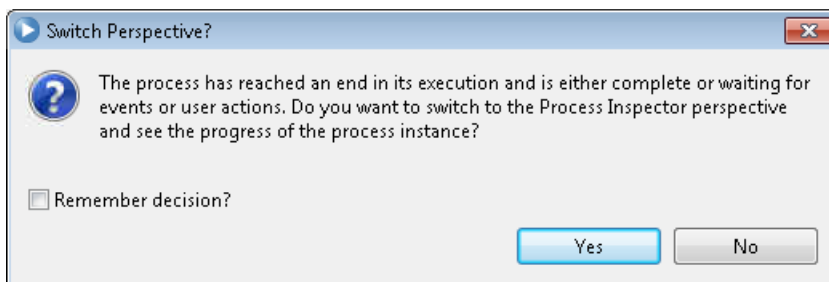 Switch Perspective?
The process has reached an end in its execution and is either complete or waiting for
events or user actions. Do you want to switch to the Process Inspector perspective
and see the progress of the process instance?
Remember decision?
Yes
No